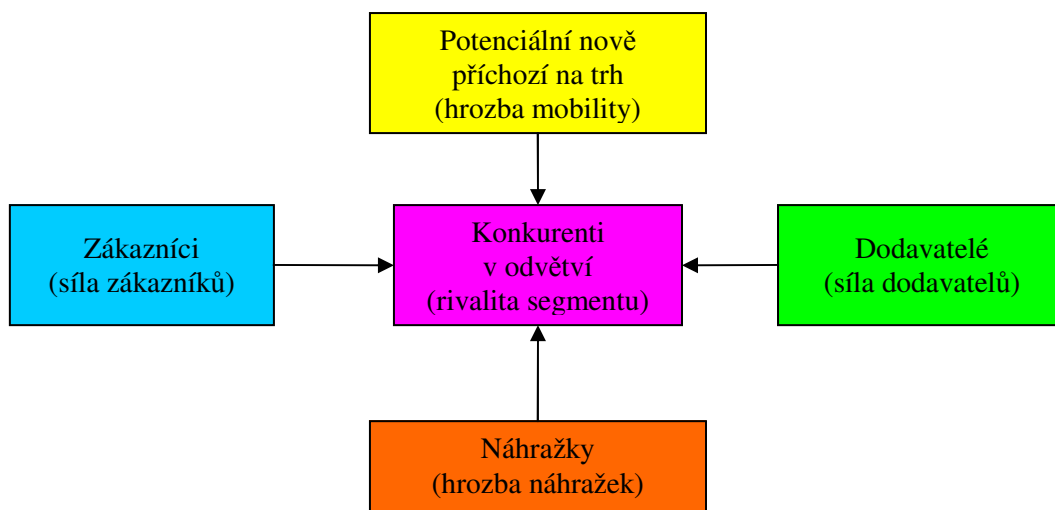 Potenciální nově
příchozí na trh
(hrozba mobility)
Zákazníci
(síla zákazníků)
Konkurenti
v odvětví
(rivalita segmentu)
Dodavatelé
(síla dodavatelů)
Náhražky
(hrozba náhražek)